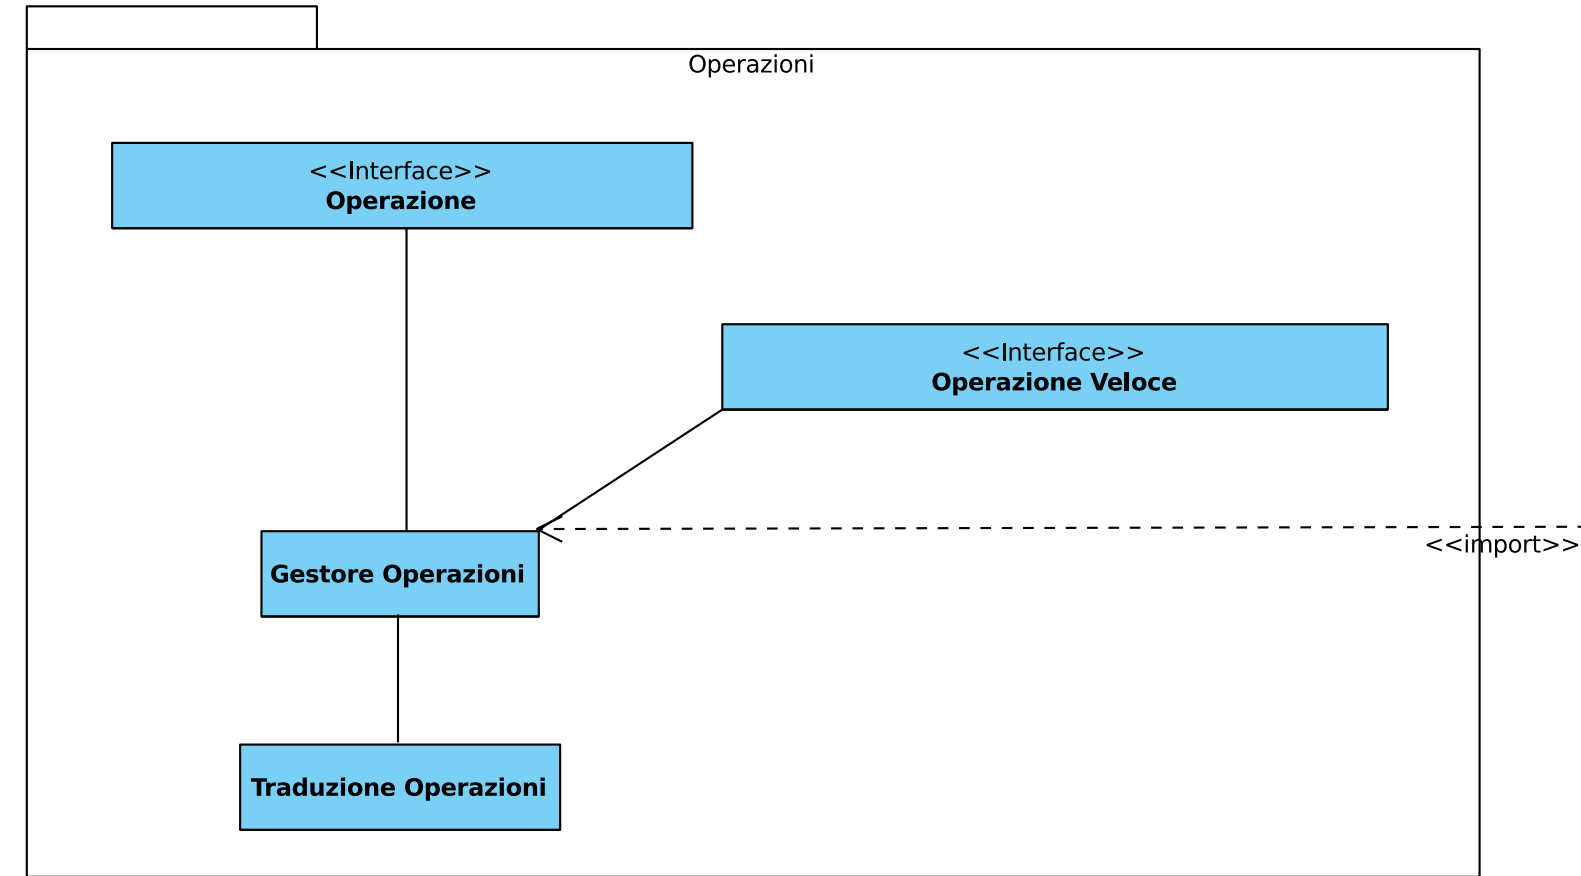 Operazioni
<<Interface>>
Operazione
<<Interface>>
Operazione Veloce
<<import>>
Gestore Operazioni
Traduzione Operazioni